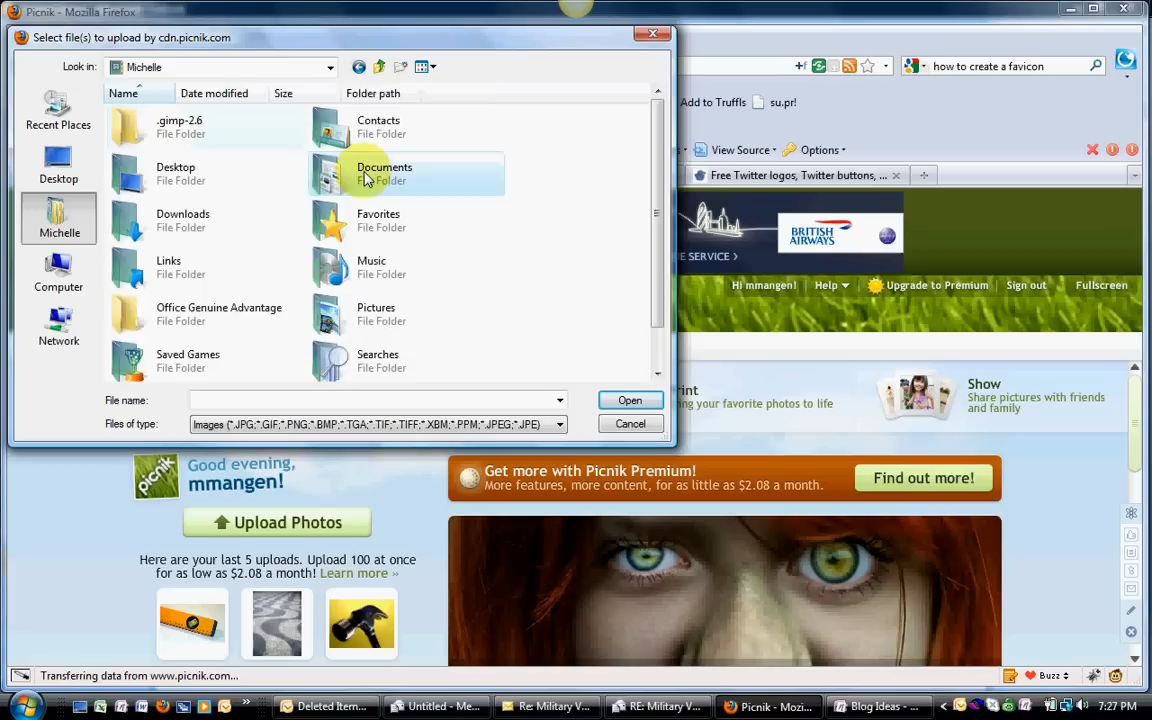 Picnik - Mozilla Firefox
Select file(s) to upload by cdn.picnik.com
Look in:
Michelle
how to create a favicon
Name
Date modified
Size
Folder path
Add to Truffls
su.pr!
Recent Places
Desktop
Michelle
Computer
Network
.gimp-2.6
File Folder
Contacts
File Folder
Desktop
File Folder
Documents
File Folder
Downloads
File Folder
Favorites
File Folder
Links
File Folder
Music
File Folder
Office Genuine Advantage
File Folder
Pictures
File Folder
Saved Games
File Folder
Searches
File Folder
File name:
Open
Files of type:
Images (*.JPG;*.GIF;*.PNG;*.BMP;*.TGA;*.TIF;*.TIFF;*.XBM;*.PPM;*.JPEG;*.JPE)
Cancel
View Source
Options
Free Twitter logos, Twitter buttons, ...
E SERVICE >
BRITISH
AIRWAYS
Hi mmangen!
Help
Upgrade to Premium
Sign out
Fullscreen
Show
Share pictures with friends
and family
your favorite photos to life
picnik
Good evening,
mmangen!
Get more with Picnik Premium!
More features, more content, for as little as $2.08 a month.
Find out more!
Upload Photos
Here are your last 5 uploads. Upload 100 at once
for as low as $2.08 a month! Learn more »
Transferring data from www.picnik.com...
Buzz
Deleted Item...
Untitled - Me...
Re: Military V...
RE: Military V...
Picnik - Mozi...
Blog Ideas - ...
7:27 PM